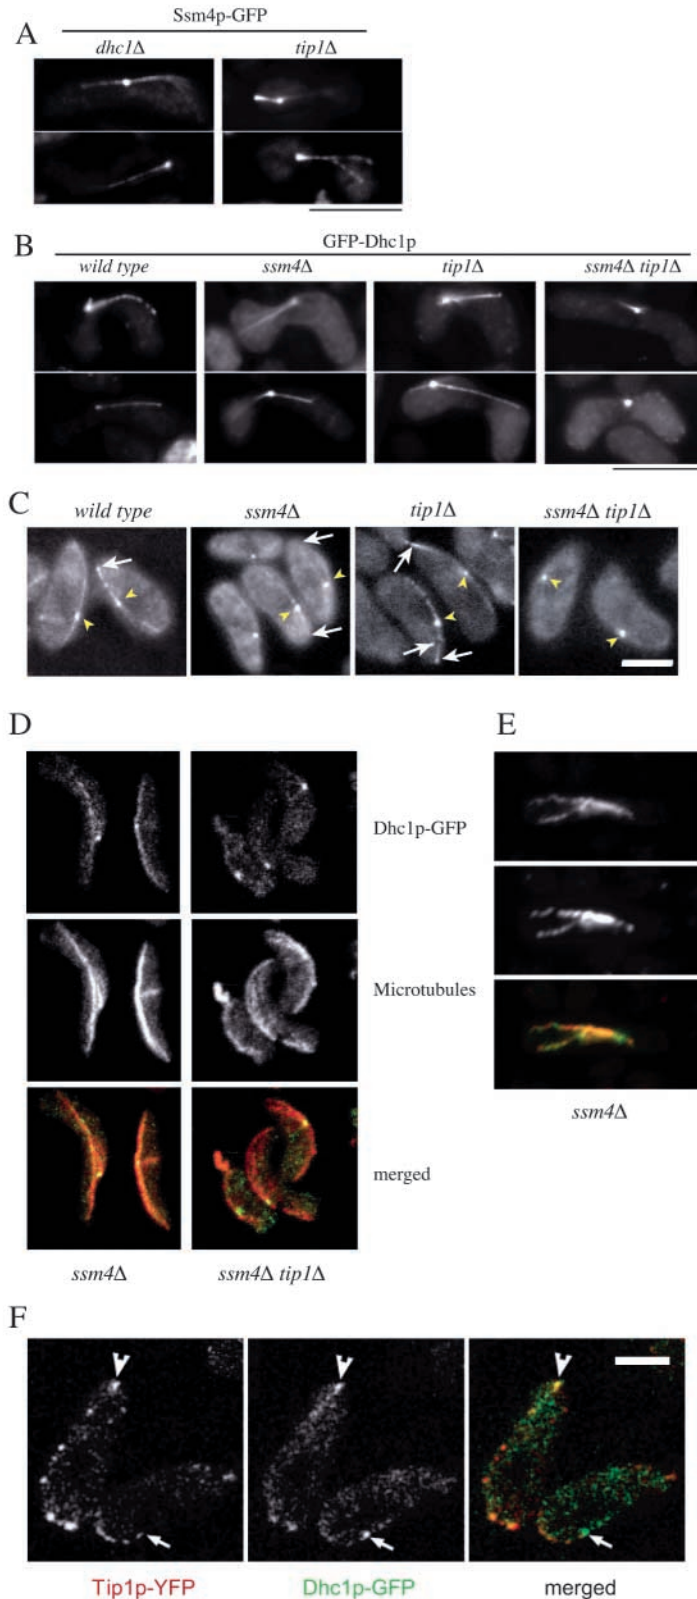 A
Ssm4p-GFP
dhc1Δ tip1Δ
B
GFP-Dhc1p
wild type ssm4Δ tip1Δ ssm4Δ tip1Δ
C
wild type ssm4Δ tip1Δ ssm4Δ tip1Δ
D
E
Dhc1p-GFP
Microtubules
merged
ssm4Δ
ssm4Δ ssm4Δ tip1Δ
F
Tip1p-YFP Dhc1p-GFP merged